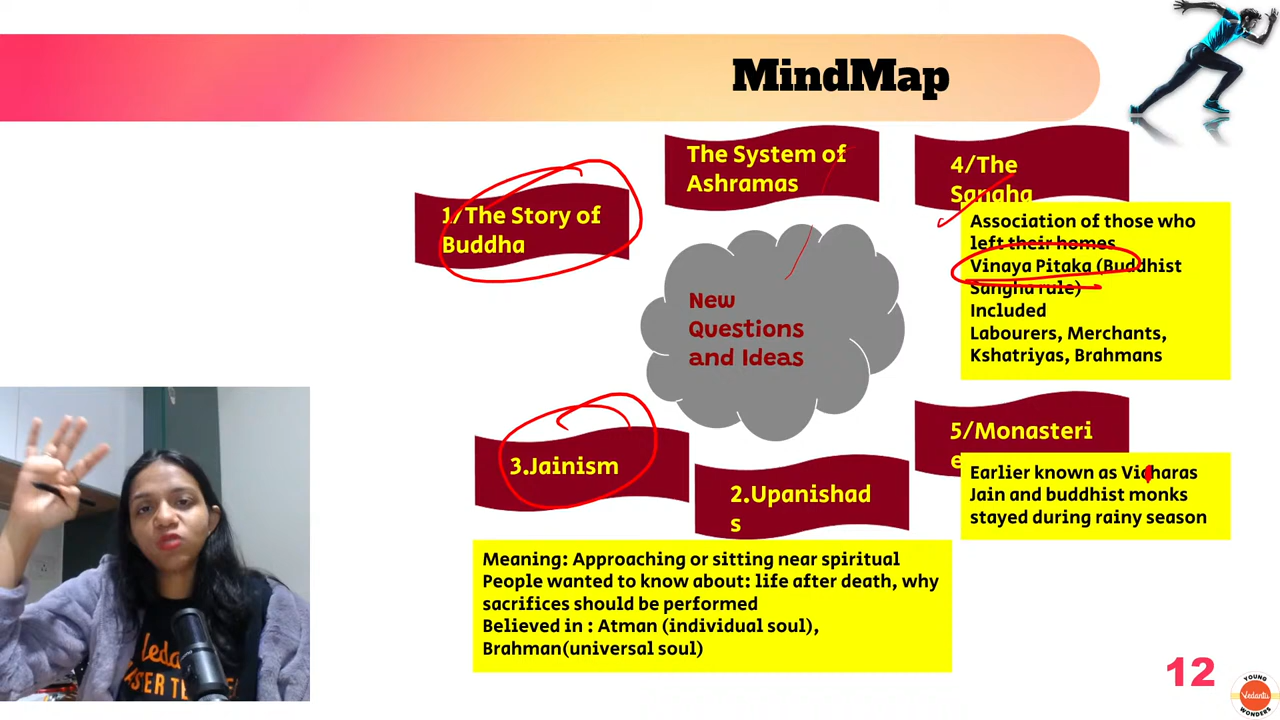 MindMap
The System of
Ashramas
4/The
Sangha
Association of those who
left their homes
Vinaya Pitaka (Buddhist
Sangha rule)
Included
Labourers, Merchants,
Kshatriyas, Brahmans
1/The Story of
Buddha
New
Questions
and Ideas
3.Jainism
2.Upanishad
s
5/Monasteri
e
Earlier known as Vidharas
Jain and buddhist monks
stayed during rainy season
Meaning: Approaching or sitting near spiritual
People wanted to know about: life after death, why
sacrifices should be performed
Believed in : Atman (individual soul),
Brahman(universal soul)
12
YOUNG
Vedantu
WONDERS